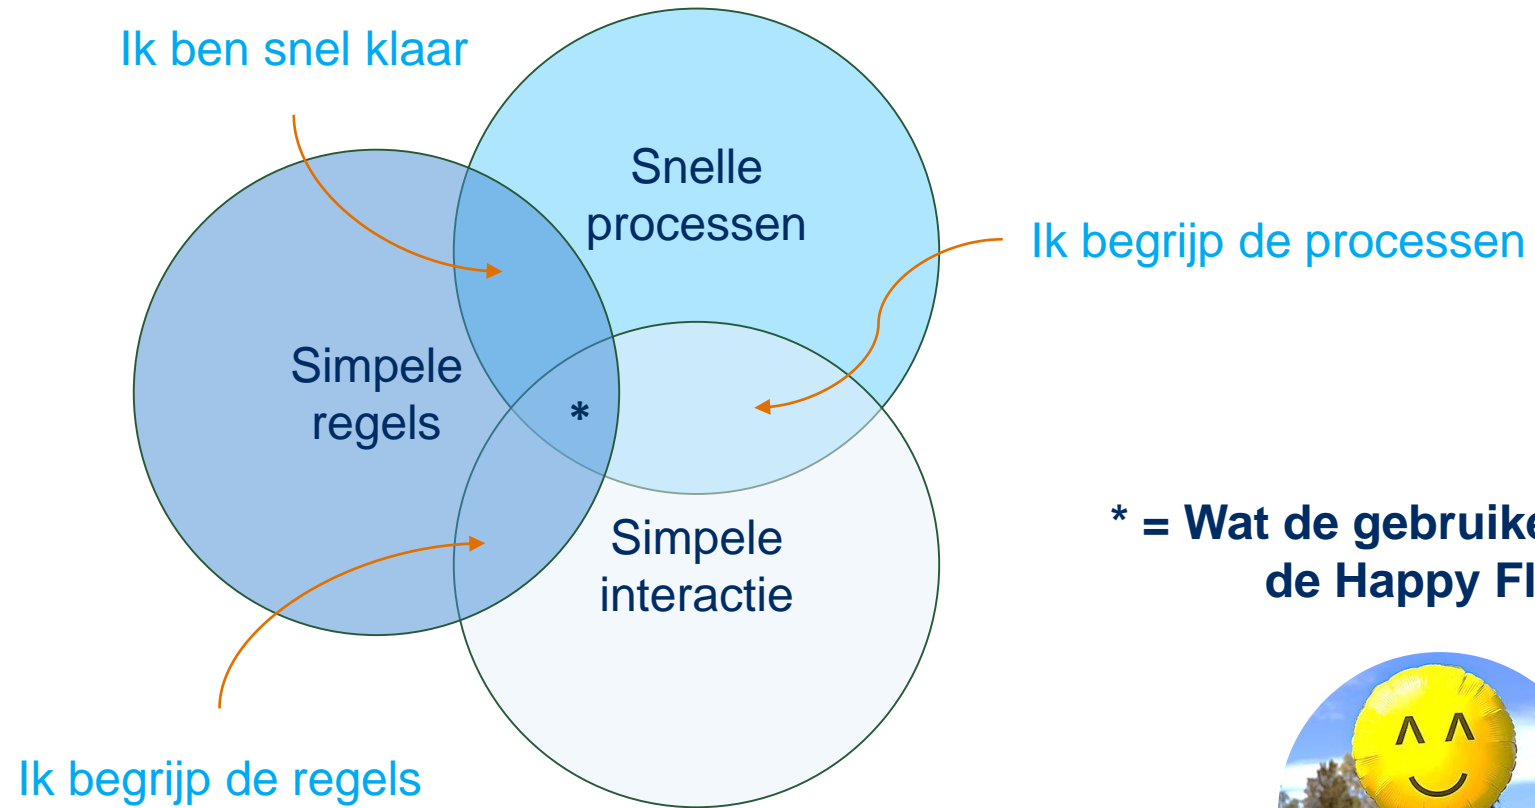 Ik ben snel klaar
Snelle
processen
Ik begrijp de processen
Simpele
regels
*
* = Wat de gebruike
de Happy Fl
Simpele
interactie
Ik begrijp de regels